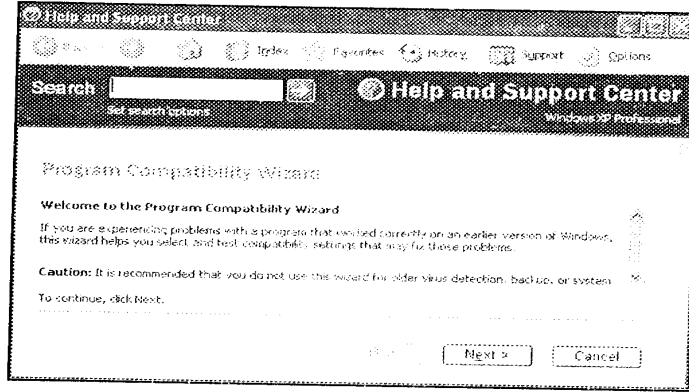 Help and Support Center
Index Favorites History Support Options
Search
Help and Support Center
Set search options
Windows XP Professional
Program Compatibility Wizard
Welcome to the Program Compatibility Wizard
If you are experiencing problems with a program that worked correctly on an earlier version of Windows,
this wizard helps you select and test compatibility settings that may fix those problems.
Caution: It is recommended that you do not use this wizard for older virus detection, backup, or system
To continue, click Next.
Next > Cancel